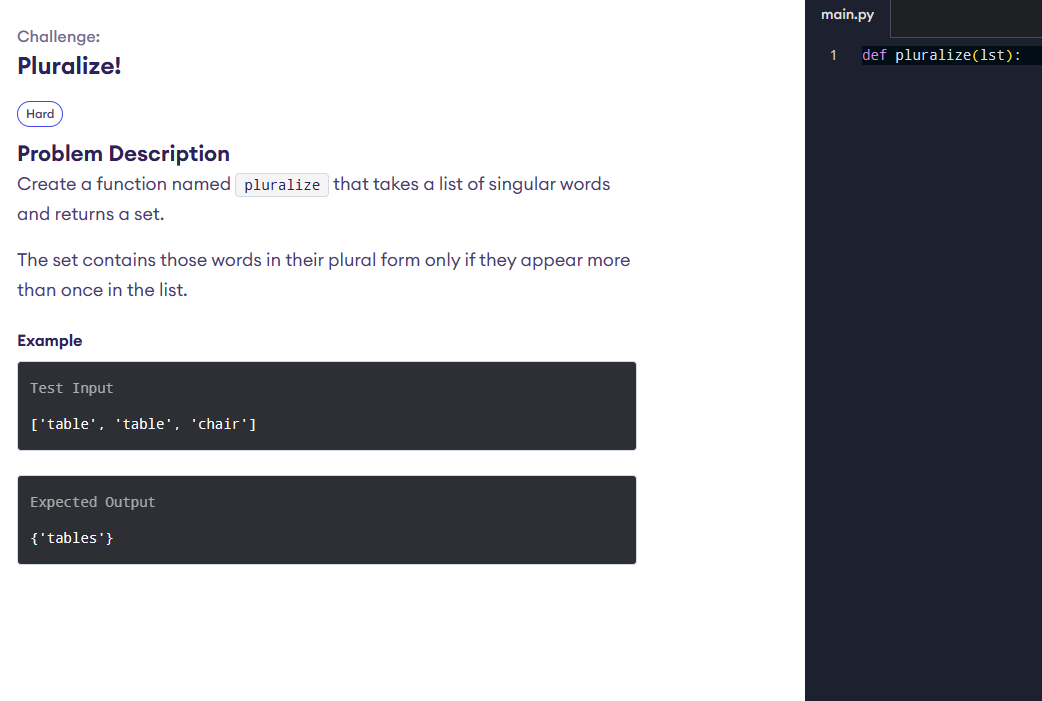 Challenge:
Pluralize!
Hard
Problem Description
Create a function named pluralize that takes a list of singular words
and returns a set.
The set contains those words in their plural form only if they appear more
than once in the list.
Example
Test Input
['table', 'table', 'chair']
Expected Output
{'tables'}
main.py
1 def pluralize(lst):